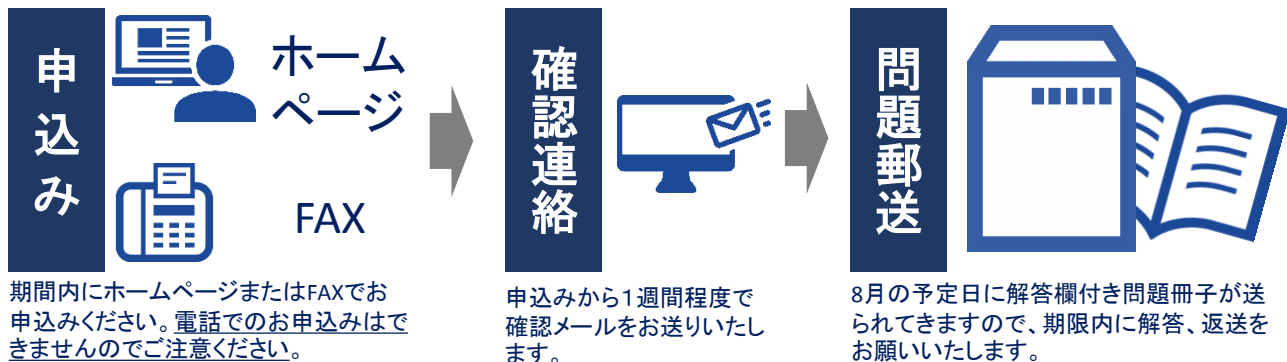 申込み
ホーム
ページ
FAX
期間内にホームページまたはFAXでお
申込みください。電話でのお申込みはで
きませんのでご注意ください。
確認連絡
申込みから１週間程度で
確認メールをお送りいたし
ます。
問題郵送
8月の予定日に解答欄付き問題冊子が送
られてきますので、期限内に解答、返送を
お願いいたします。